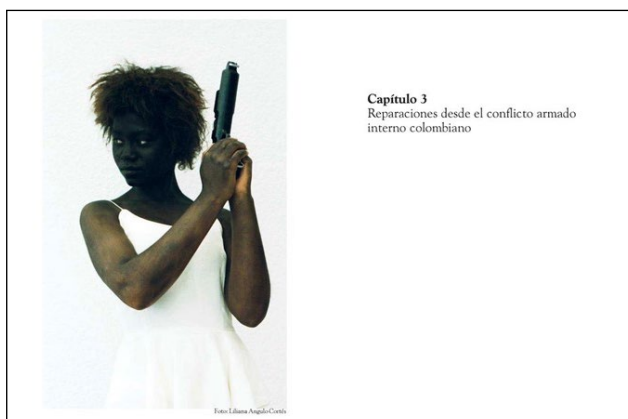 Capítulo 3
Reparaciones desde el conflicto armado
interno colombiano
Foto: Liliana Angulo Cortés